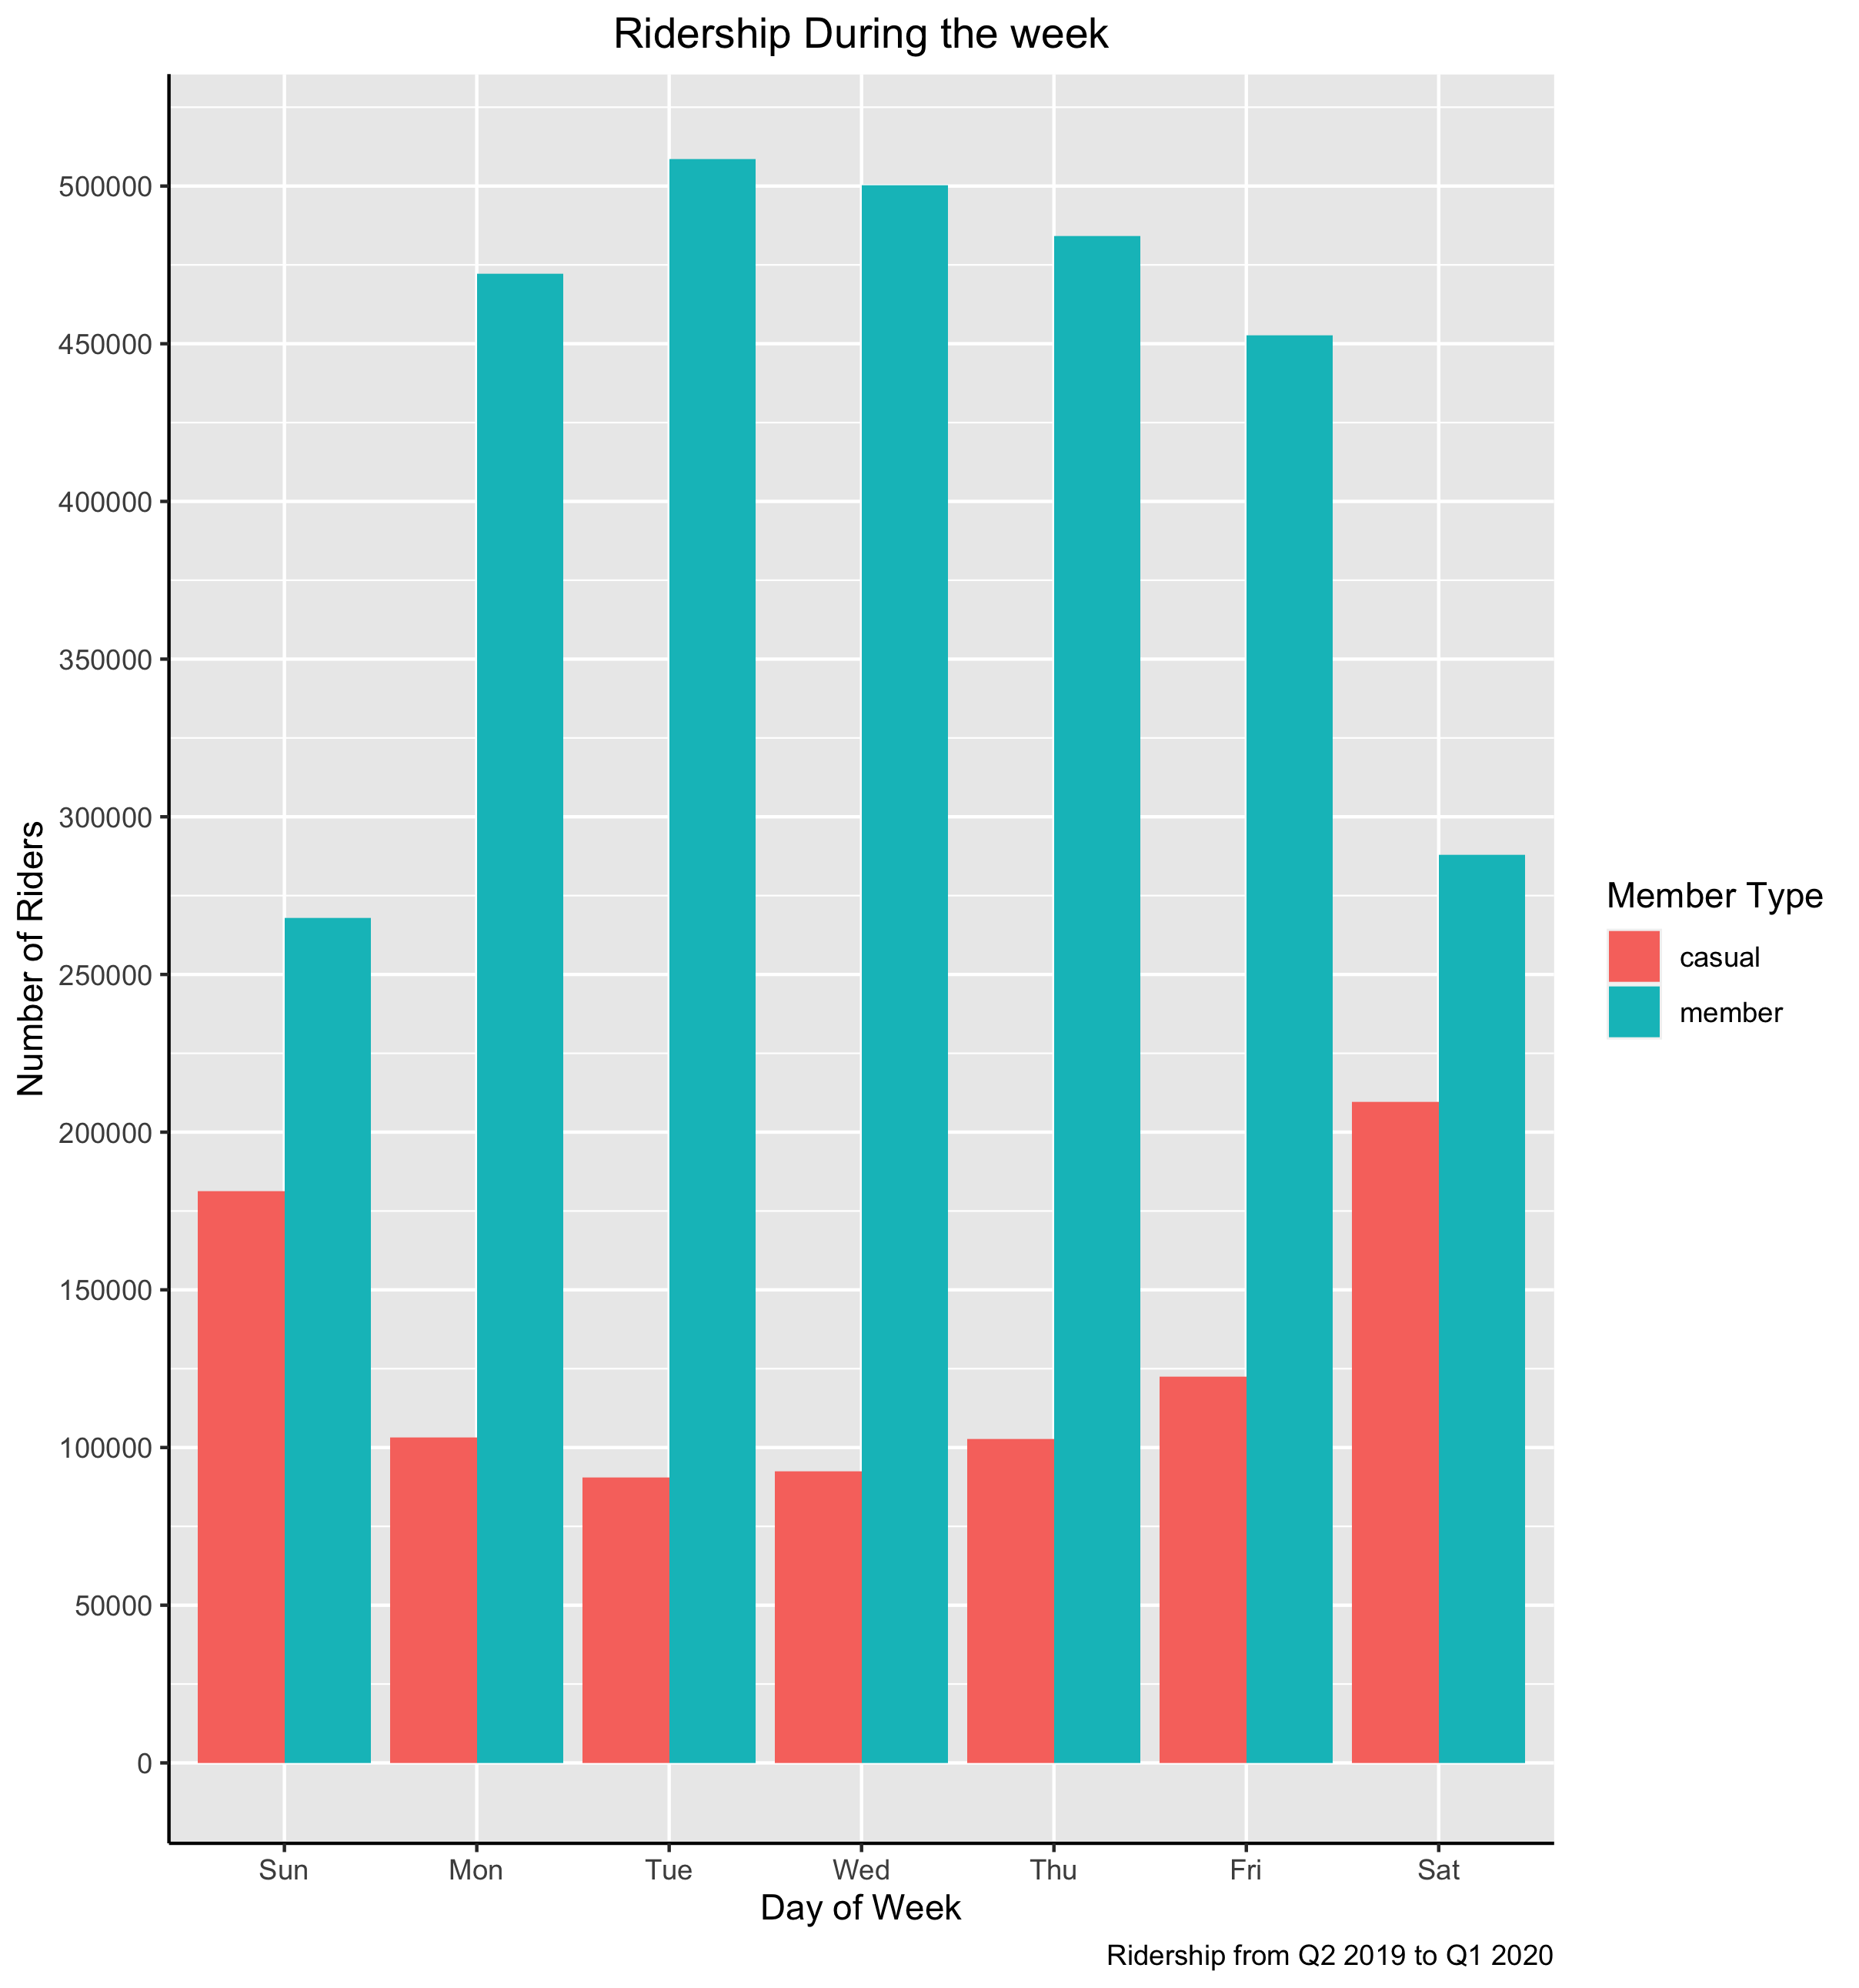 Ridership During the week
Number of Riders
500000
450000
400000
350000
300000
250000
200000
150000
100000
50000
0
Sun Mon Tue Wed Thu Fri Sat
Day of Week
Member Type
casual
member
Ridership from Q2 2019 to Q1 2020